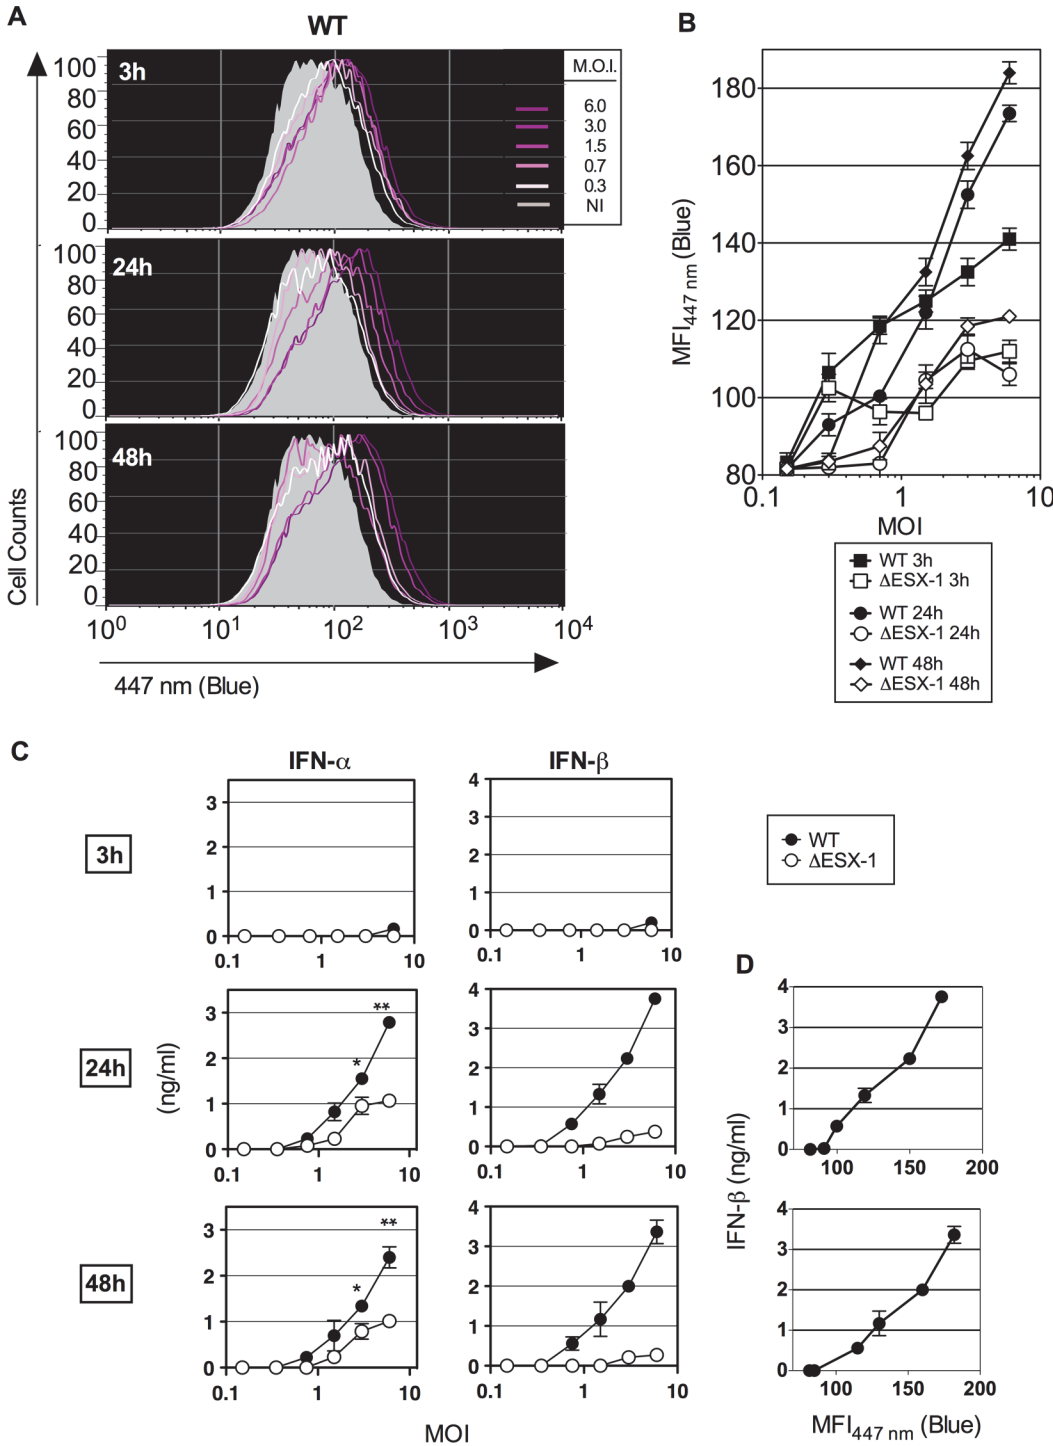 A
WT
B
3h
M.O.I.
6.0
3.0
1.5
0.7
0.3
NI
100
80
60
40
20
0
24h
100
80
60
40
20
0
48h
100
80
60
40
20
0
Cell Counts
10⁰ 10¹ 10² 10³ 10⁴
447 nm (Blue)
180
160
140
120
100
80
MFI447 nm (Blue)
0.1 1 10
MOI
WT 3h
ΔESX-1 3h
WT 24h
ΔESX-1 24h
WT 48h
ΔESX-1 48h
C
IFN-α IFN-β
3h
3
2
1
0
0.1 1 10
4
3
2
1
0
0.1 1 10
WT
ΔESX-1
24h
(ng/ml)
3
2
1
0
0.1 1 10
* **
4
3
2
1
0
0.1 1 10
48h
3
2
1
0
0.1 1 10
* **
4
3
2
1
0
0.1 1 10
MOI
D
4
3
2
1
0
100 150 200
IFN-β (ng/ml)
4
3
2
1
0
100 150 200
MFI447 nm (Blue)